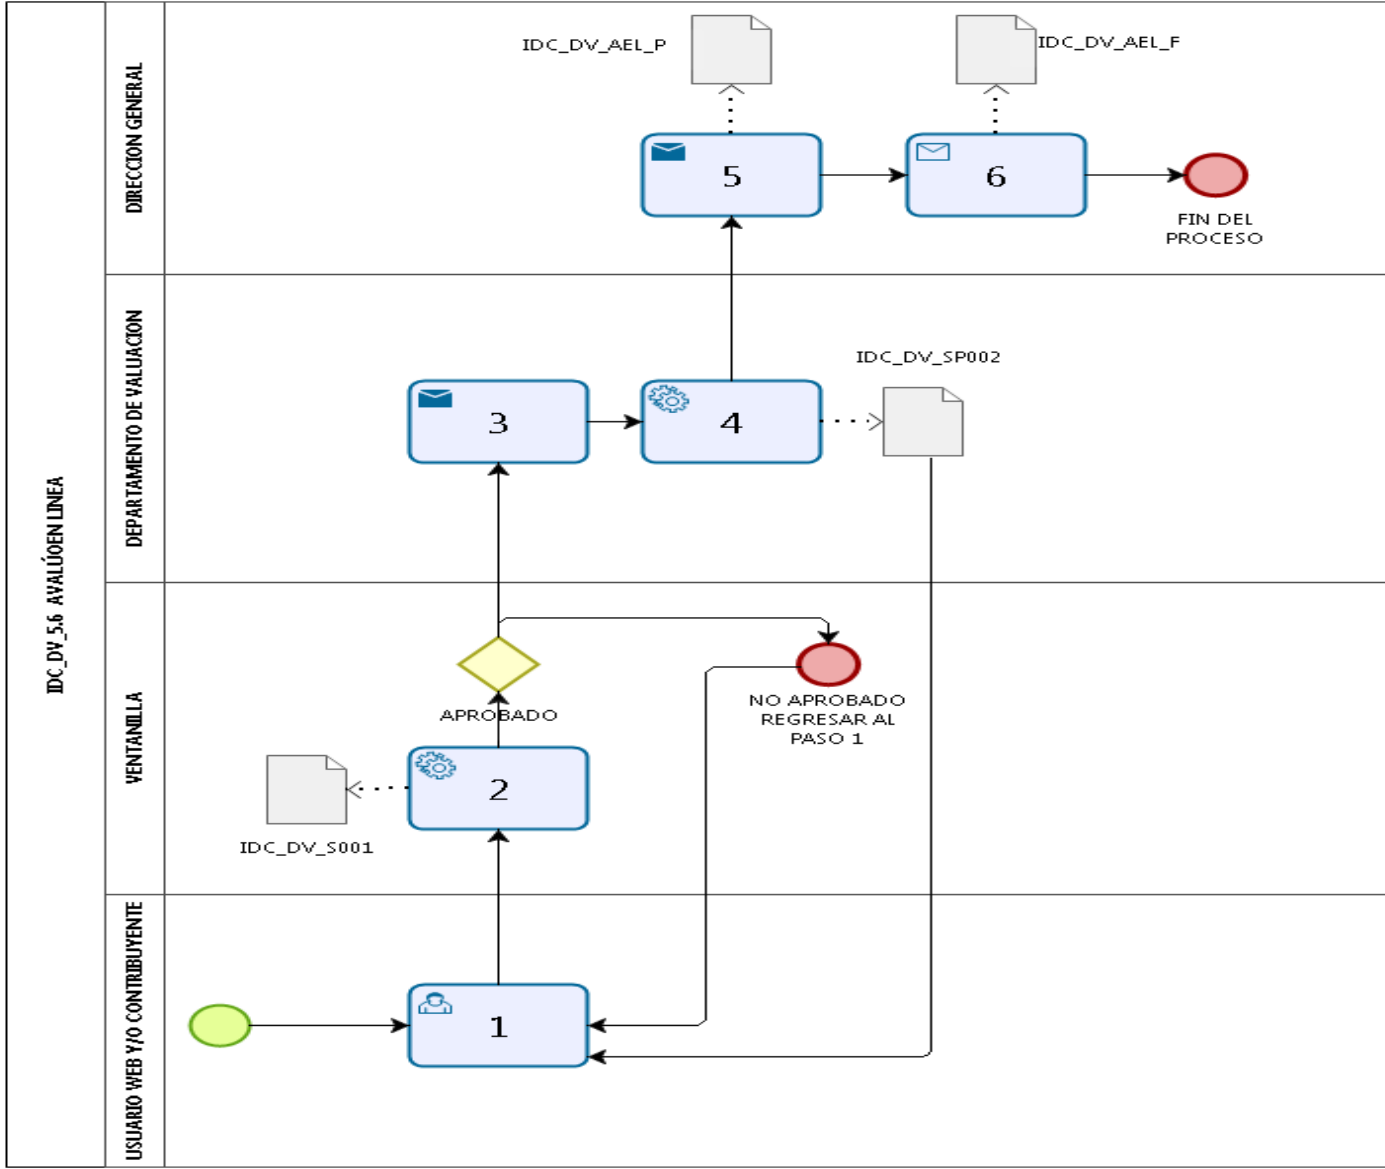 IDC_DV_5.6 AVALÚOEN LINEA
DIRECCION GENERAL
IDC_DV_AEL_P
IDC_DV_AEL_F
5
6
FIN DEL
PROCESO
DEPARTAMENTO DE VALUACION
IDC_DV_SP002
3
4
VENTANILLA
APROBADO
NO APROBADO
REGRESAR AL
PASO 1
2
IDC_DV_S001
USUARIO WEB Y/O CONTRIBUYENTE
1